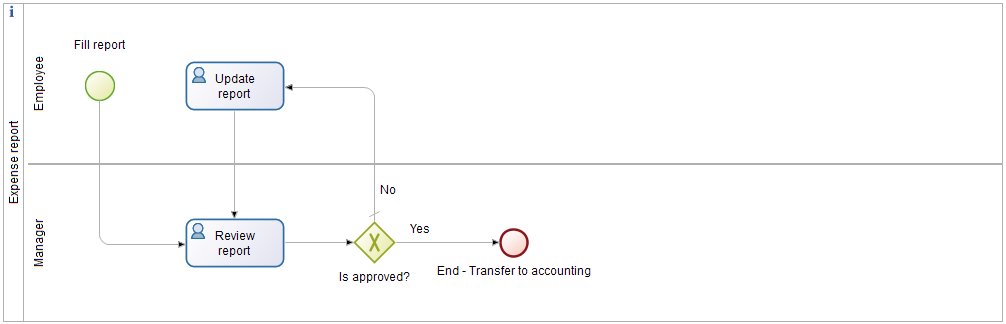 i
Expense report
Employee
Fill report
Update
report
No
Manager
Review
report
Yes
Is approved?
End - Transfer to accounting